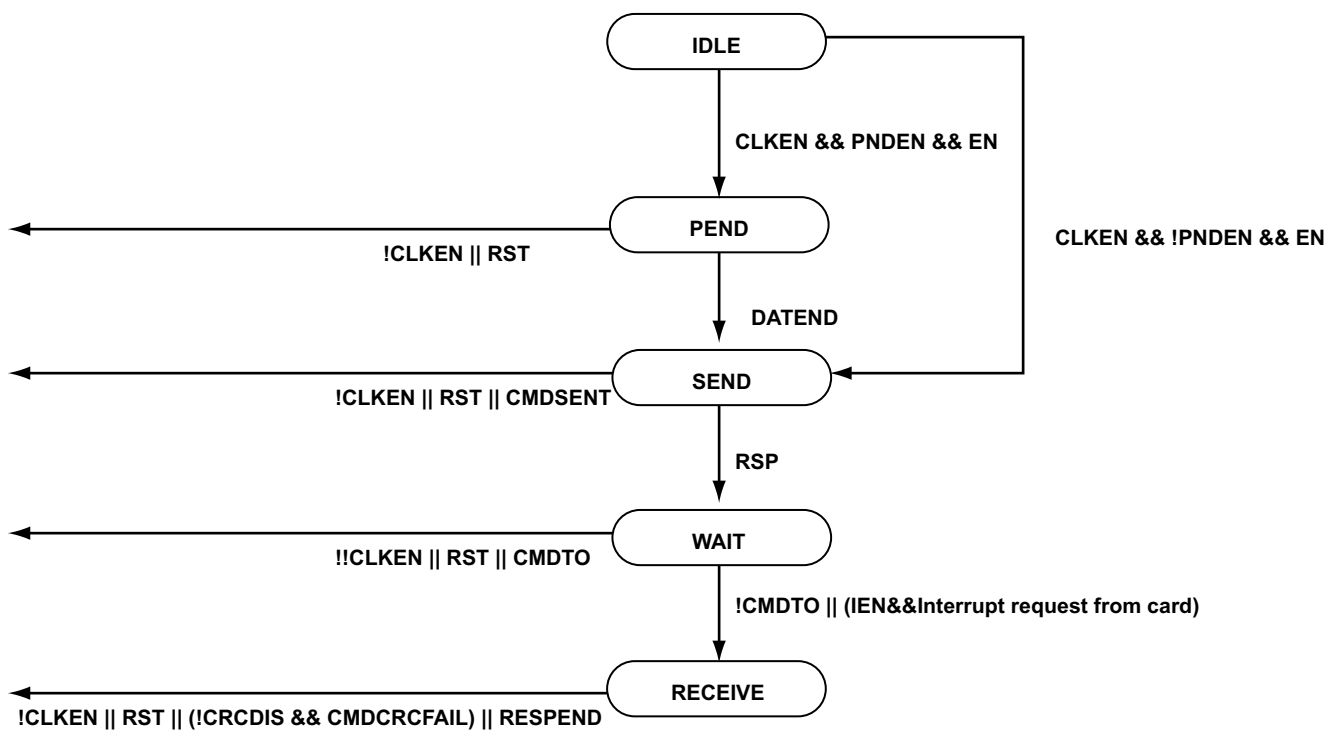 IDLE
CLKEN && PNDEN && EN
PEND
!CLKEN || RST
CLKEN && !PNDEN && EN
DATEND
SEND
!CLKEN || RST || CMDSENT
RSP
WAIT
!!CLKEN || RST || CMDTO
!CMDTO || (IEN&&Interrupt request from card)
RECEIVE
!CLKEN || RST || (!CRCDIS && CMDCRCFAIL) || RESPEND